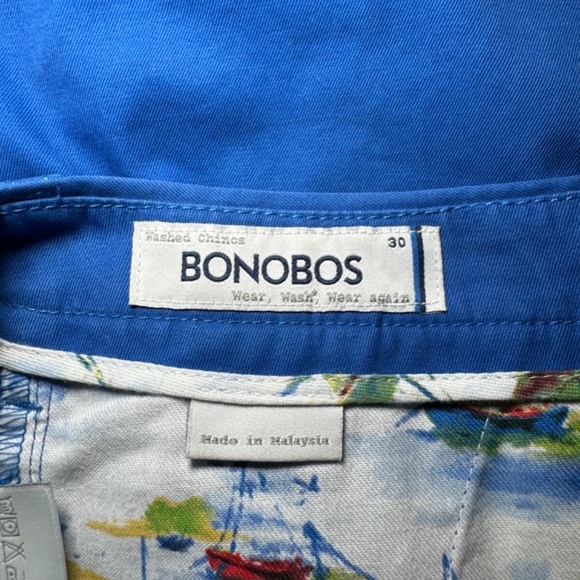 Washed Chinos 30
BONOBOS
Wear, Wash, Wear again
Made in Malaysia